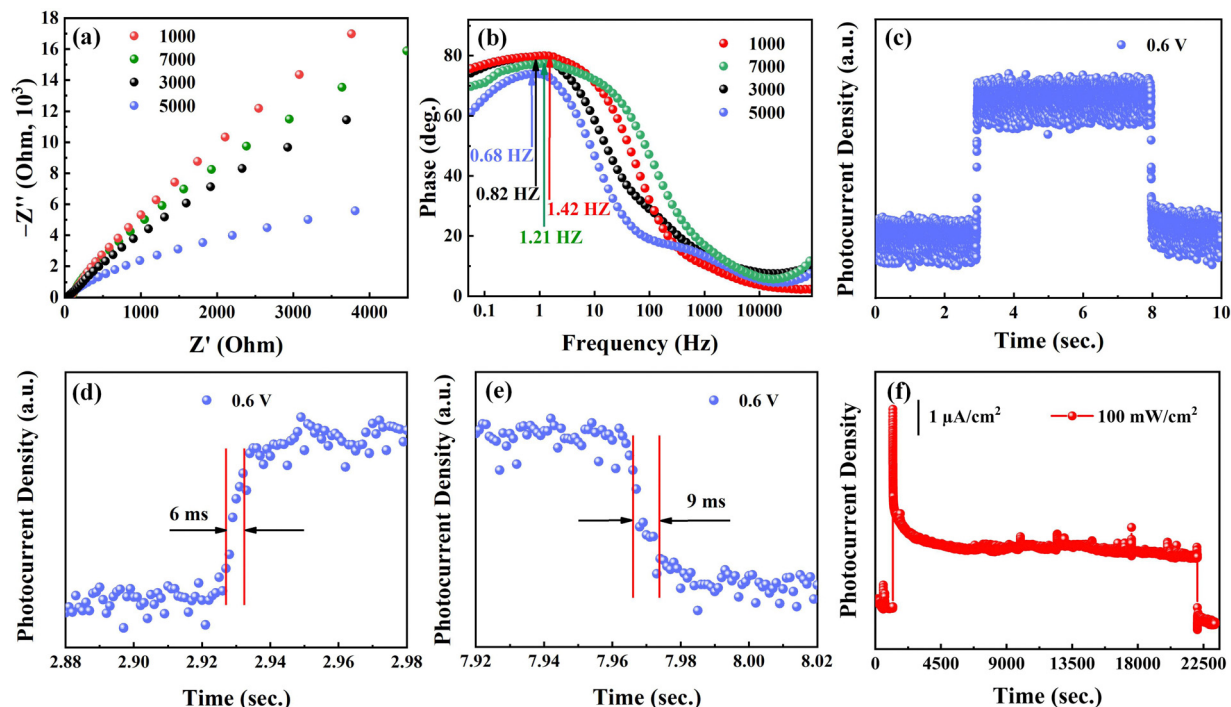 (a)
1000
7000
3000
5000
−Z'' (Ohm, 10³)
18
16
14
12
10
8
6
4
2
0
0
1000
2000
3000
4000
Z' (Ohm)
(b)
1000
7000
3000
5000
Phase (deg.)
80
60
40
20
0
0.68 HZ
0.82 HZ
1.42 HZ
1.21 HZ
0.1
1
10
100
1000
10000
Frequency (Hz)
(c)
0.6 V
Photocurrent Density (a.u.)
0
2
4
6
8
10
Time (sec.)
(d)
0.6 V
Photocurrent Density (a.u.)
6 ms
2.88
2.90
2.92
2.94
2.96
2.98
Time (sec.)
(e)
0.6 V
Photocurrent Density (a.u.)
9 ms
7.92
7.94
7.96
7.98
8.00
8.02
Time (sec.)
(f)
1 μA/cm²
100 mW/cm²
Photocurrent Density
0
4500
9000
13500
18000
22500
Time (sec.)